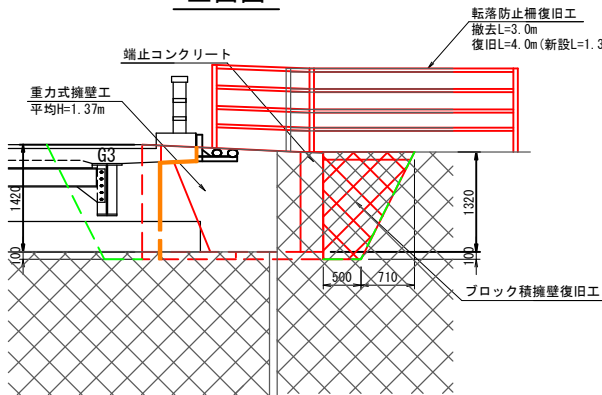 転落防止柵復旧工
撤去L=3.0m
復旧L=4.0m(新設L=1.3
端止コンクリート
重力式擁壁工
平均H=1.37m
G3
1420
100
1320
100
500
710
ブロック積擁壁復旧工